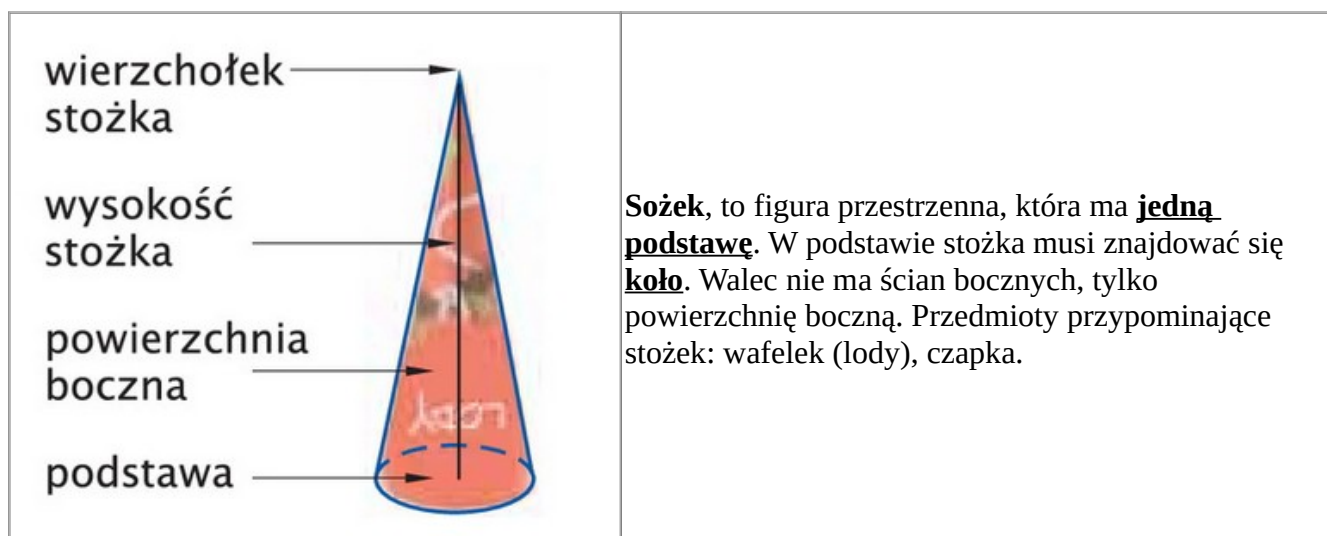 wierzchołek
stożka
wysokość
stożka
powierzchnia
boczna
podstawa
Sożek, to figura przestrzenna, która ma jedną
podstawę. W podstawie stożka musi znajdować się
koło. Walec nie ma ścian bocznych, tylko
powierzchnię boczną. Przedmioty przypominające
stożek: wafelek (lody), czapka.